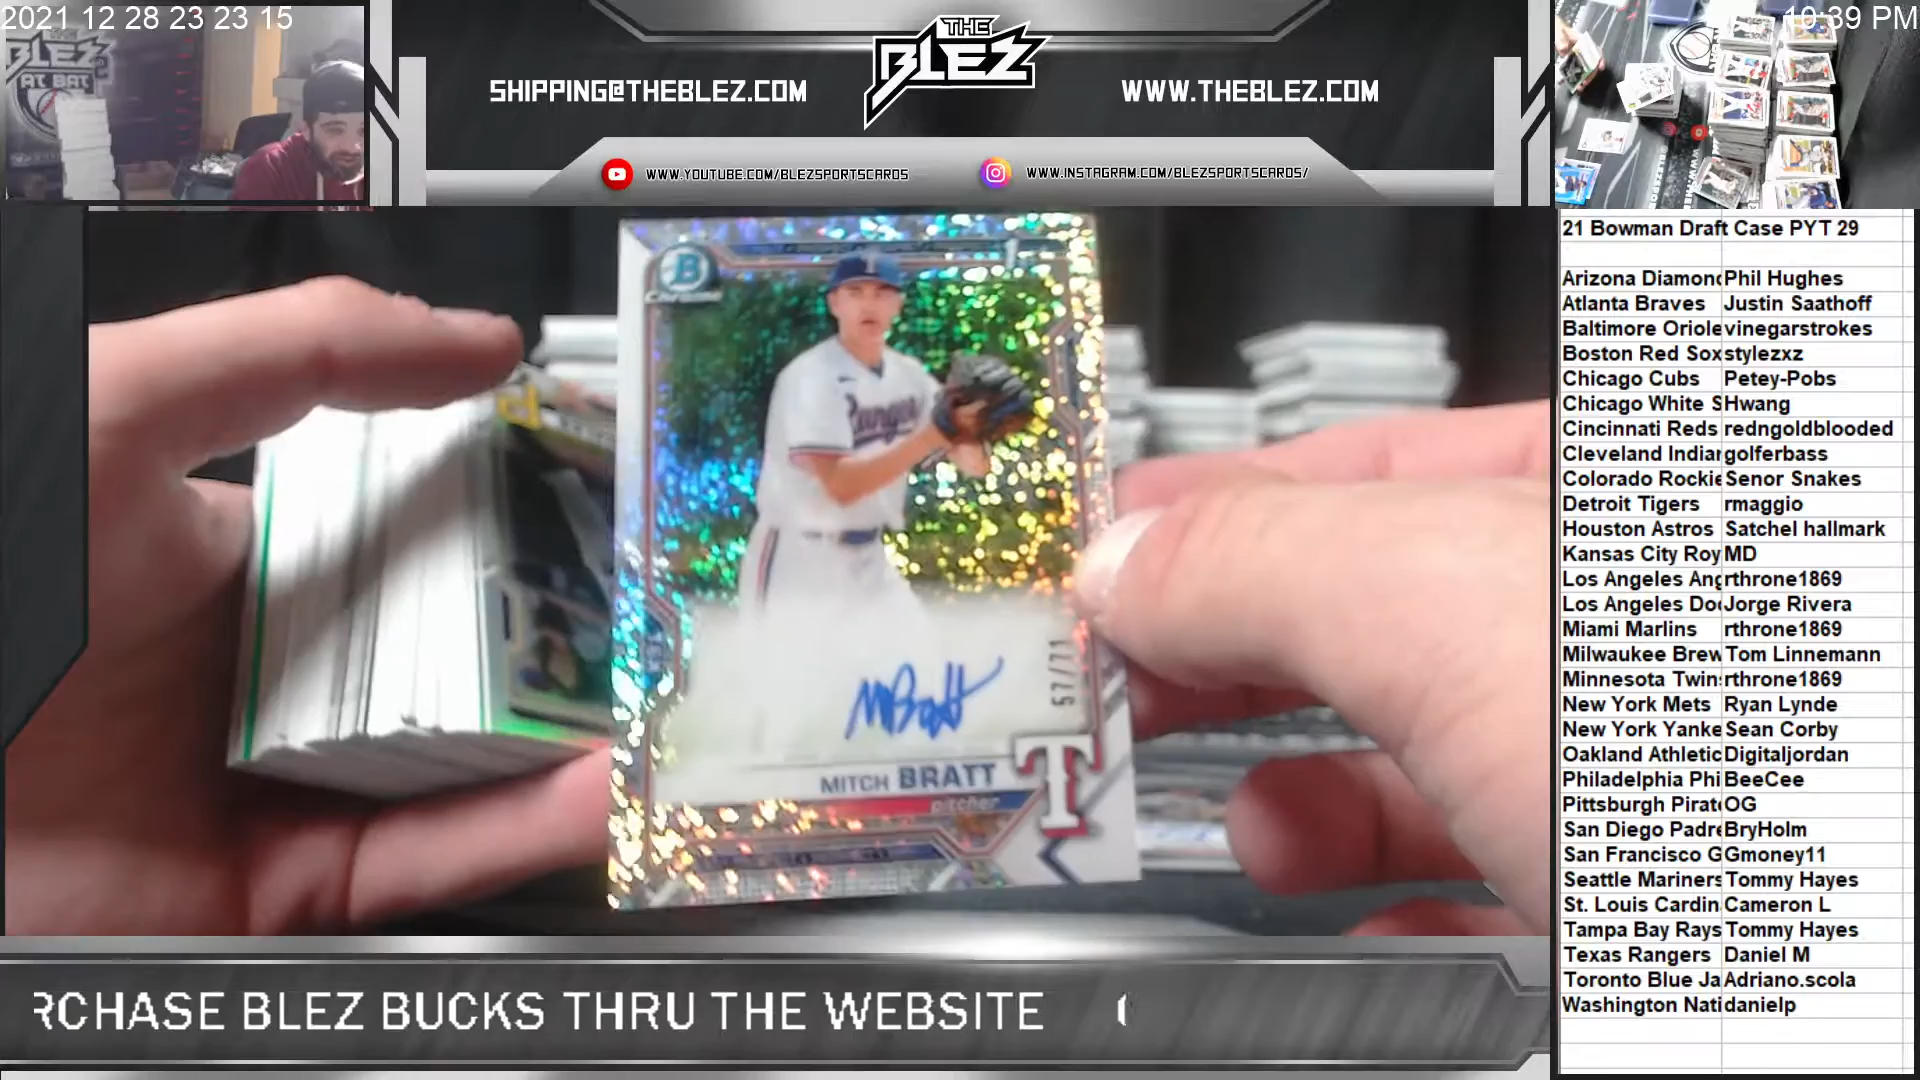 2021 12 28 23 23 15
10:39 PM
BLEZ
AT BAT
SHIPPING@THEBLEZ.COM
THE
BLEZ
WWW.THEBLEZ.COM
WWW.YOUTUBE.COM/BLEZSPORTSCARDS
WWW.INSTAGRAM.COM/BLEZSPORTSCARDS/
21 Bowman Draft Case PYT 29
Arizona Diamond Phil Hughes
Atlanta Braves Justin Saathoff
Baltimore Oriole vinegarstrokes
Boston Red Sox stylezxz
Chicago Cubs Petey-Pobs
Chicago White S Hwang
Cincinnati Reds redngoldblooded
Cleveland Indian golferbass
Colorado Rockie Senor Snakes
Detroit Tigers rmaggio
Houston Astros Satchel hallmark
Kansas City Roy MD
Los Angeles Ang rthrone1869
Los Angeles Do Jorge Rivera
Miami Marlins rthrone1869
Milwaukee Brew Tom Linnemann
Minnesota Twins rthrone1869
New York Mets Ryan Lynde
New York Yanke Sean Corby
Oakland Athletic Digitaljordan
Philadelphia Phi BeeCee
Pittsburgh Pirat OG
San Diego Padre BryHolm
San Francisco G Gmoney11
Seattle Mariners Tommy Hayes
St. Louis Cardin Cameron L
Tampa Bay Rays Tommy Hayes
Texas Rangers Daniel M
Toronto Blue Ja Adriano.scola
Washington Nati danielp
B
Chrome
T
Ranger
57/71
MBratt
MITCH BRATT
pitcher
T
RCHASE BLEZ BUCKS THRU THE WEBSITE